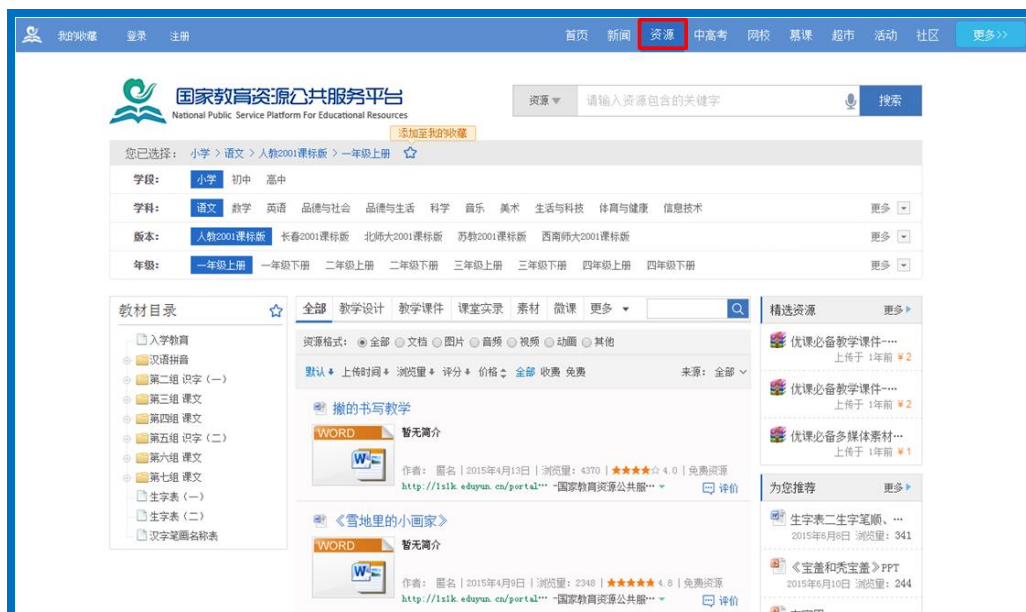 我的收藏 登录 注册 首页 新闻 资源 中高考 网校 慕课 超市 活动 社区 更多>>
国家教育资源公共服务平台
National Public Service Platform For Educational Resources
资源 请输入资源包含的关键字 搜索
添加至我的收藏
您已选择: 小学 > 语文 > 人教2001课标版 > 一年级上册
学段: 小学 初中 高中
学科: 语文 数学 英语 品德与社会 品德与生活 科学 音乐 美术 生活与科技 体育与健康 信息技术 更多
版本: 人教2001课标版 长春2001课标版 北师大2001课标版 苏教2001课标版 西南师大2001课标版 更多
年级: 一年级上册 一年级下册 二年级上册 二年级下册 三年级上册 三年级下册 四年级上册 四年级下册 更多
教材目录
入学教育
汉语拼音
第二组 识字（一）
第三组 课文
第四组 课文
第五组 识字（二）
第六组 课文
第七组 课文
生字表（一）
生字表（二）
汉字笔画名称表
全部 教学设计 教学课件 课堂实录 素材 微课 更多
资源格式: 全部 文档 图片 音频 视频 动画 其他
默认 上传时间 浏览量 评分 价格 全部 收费 免费 来源: 全部
撇的书写教学
WORD 暂无简介
作者: 匿名 | 2015年4月13日 | 浏览量: 4370 | ★★★★☆ 4.0 | 免费资源
http://1slk.eduyun.cn/portal… -国家教育资源公共服… 评价
《雪地里的小画家》
WORD 暂无简介
作者: 匿名 | 2015年4月9日 | 浏览量: 2348 | ★★★★★ 4.8 | 免费资源
http://1slk.eduyun.cn/portal… -国家教育资源公共服… 评价
精选资源 更多
优课必备教学课件-…
上传于 1年前 ¥2
优课必备教学课件-…
上传于 1年前 ¥2
优课必备多媒体素材…
上传于 1年前 ¥1
为您推荐 更多
生字表二生字笔顺、…
2015年6月8日 浏览量: 341
《宝盖和秃宝盖》PPT
2015年6月10日 浏览量: 244